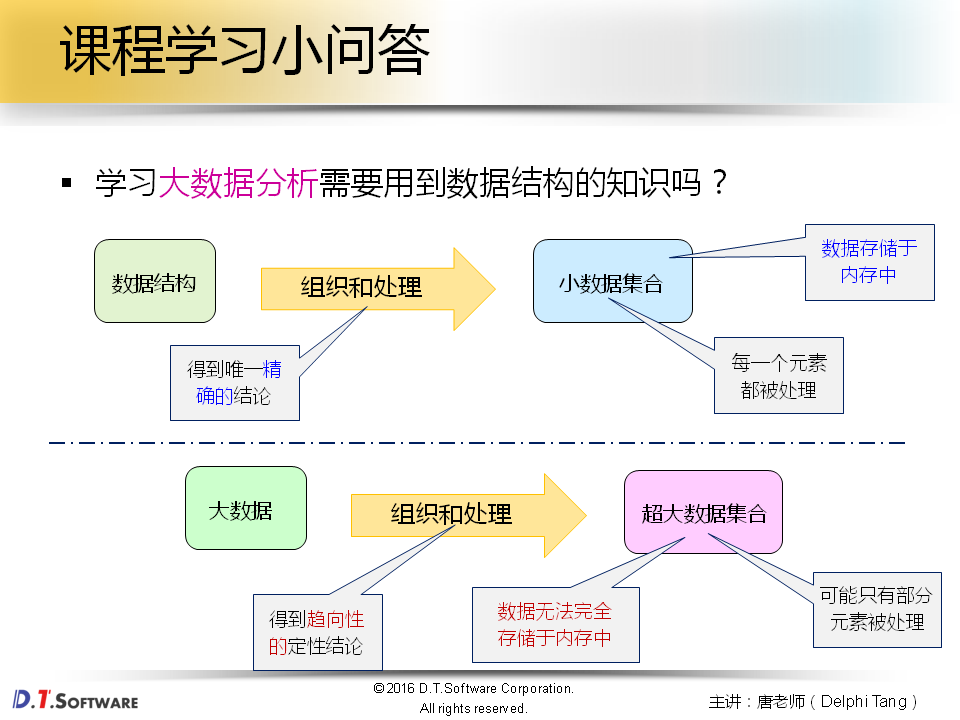 课程学习小问答
▪ 学习大数据分析需要用到数据结构的知识吗？
数据结构
组织和处理
小数据集合
数据存储于
内存中
得到唯一精
确的结论
每一个元素
都被处理
大数据
组织和处理
超大数据集合
得到趋向性
的定性结论
数据无法完全
存储于内存中
可能只有部分
元素被处理
D.T.SOFTWARE
©2016 D.T.Software Corporation.
All rights reserved.
主讲：唐老师（Delphi Tang）